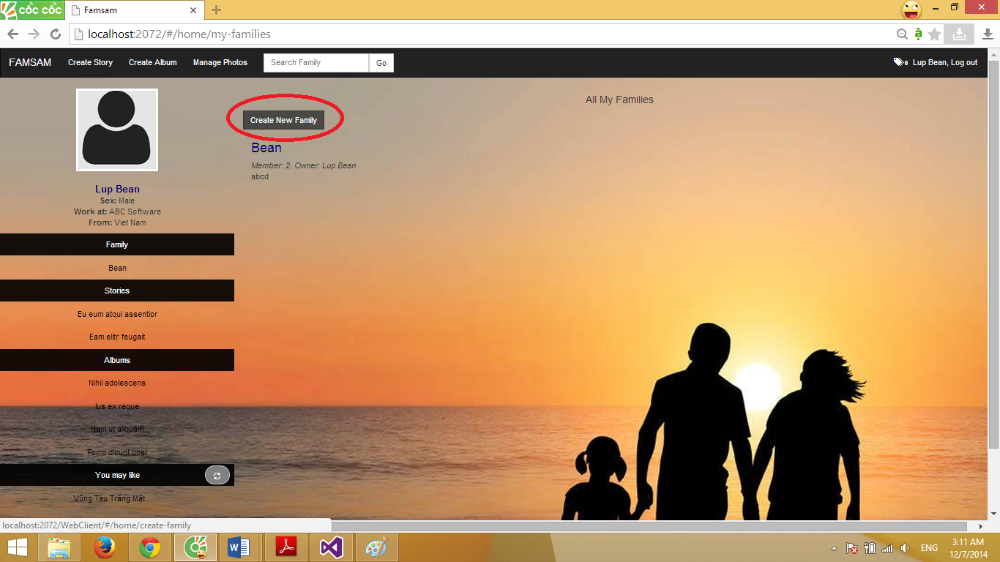 CỐC CỐC
Famsam
localhost:2072/#/home/my-families
FAMSAM
Create Story
Create Album
Manage Photos
Search Family
Go
0
Lup Bean, Log out
All My Families
Create New Family
Bean
Member: 2. Owner: Lup Bean
abcd
Lup Bean
Sex: Male
Work at: ABC Software
From: Viet Nam
Family
Bean
Stories
Eu eum atqui assentior
Eam elitr feugait
Albums
Nihil adolescens
Ius ex reque
Nam ut aliquam
Porro dicunt post
You may like
Vũng Tàu Trăng Mật
localhost:2072/WebClient/#/home/create-family
ENG
3:11 AM
12/7/2014